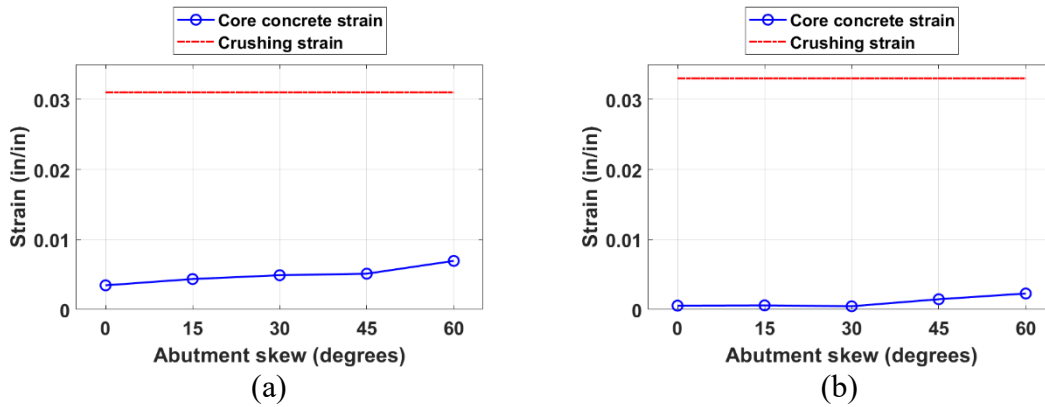 Core concrete strain
Crushing strain
0.03
0.02
0.01
0
Strain (in/in)
0 15 30 45 60
Abutment skew (degrees)
(a)
Core concrete strain
Crushing strain
0.03
0.02
0.01
0
Strain (in/in)
0 15 30 45 60
Abutment skew (degrees)
(b)